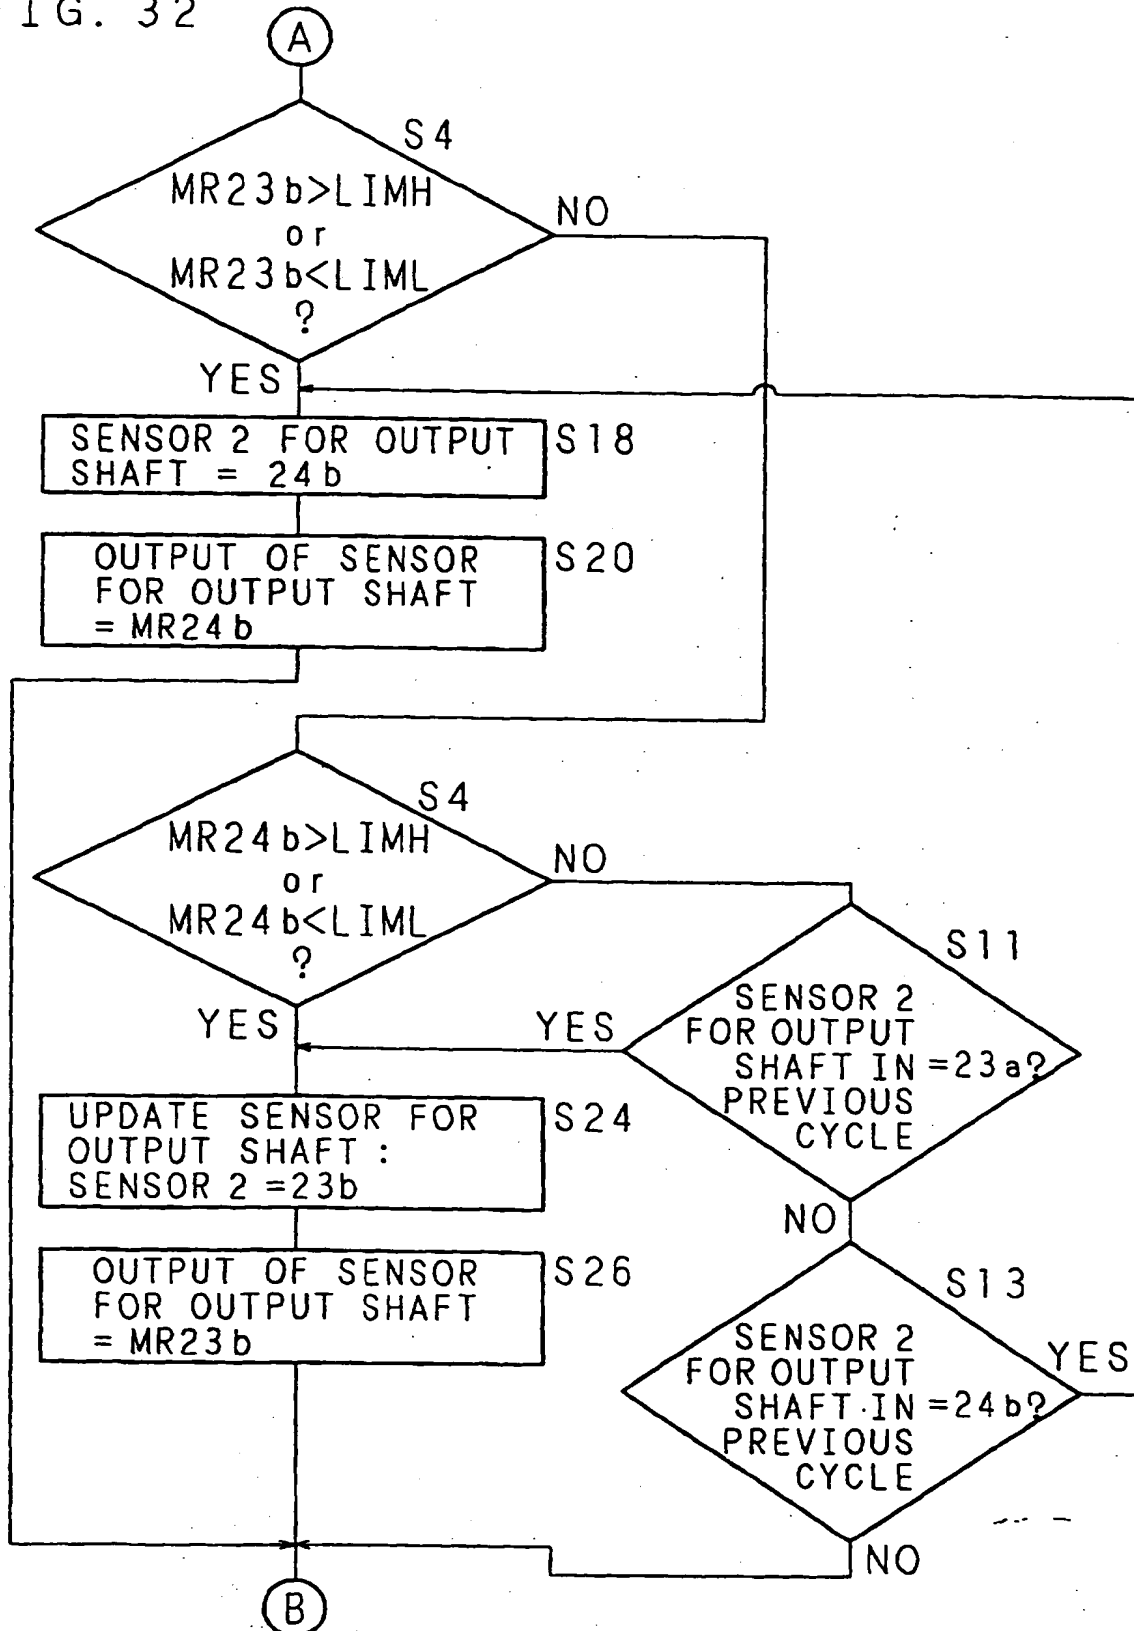 IG. 32
A
S4
MR23b>LIMH
or
MR23b<LIML
?
NO
YES
SENSOR 2 FOR OUTPUT
SHAFT = 24b
S18
OUTPUT OF SENSOR
FOR OUTPUT SHAFT
= MR24b
S20
S4
MR24b>LIMH
or
MR24b<LIML
?
NO
YES
S11
SENSOR 2
FOR OUTPUT
SHAFT IN =23a?
PREVIOUS
CYCLE
YES
NO
UPDATE SENSOR FOR
OUTPUT SHAFT :
SENSOR 2 =23b
S24
OUTPUT OF SENSOR
FOR OUTPUT SHAFT
= MR23b
S26
S13
SENSOR 2
FOR OUTPUT
SHAFT IN =24b?
PREVIOUS
CYCLE
YES
NO
B